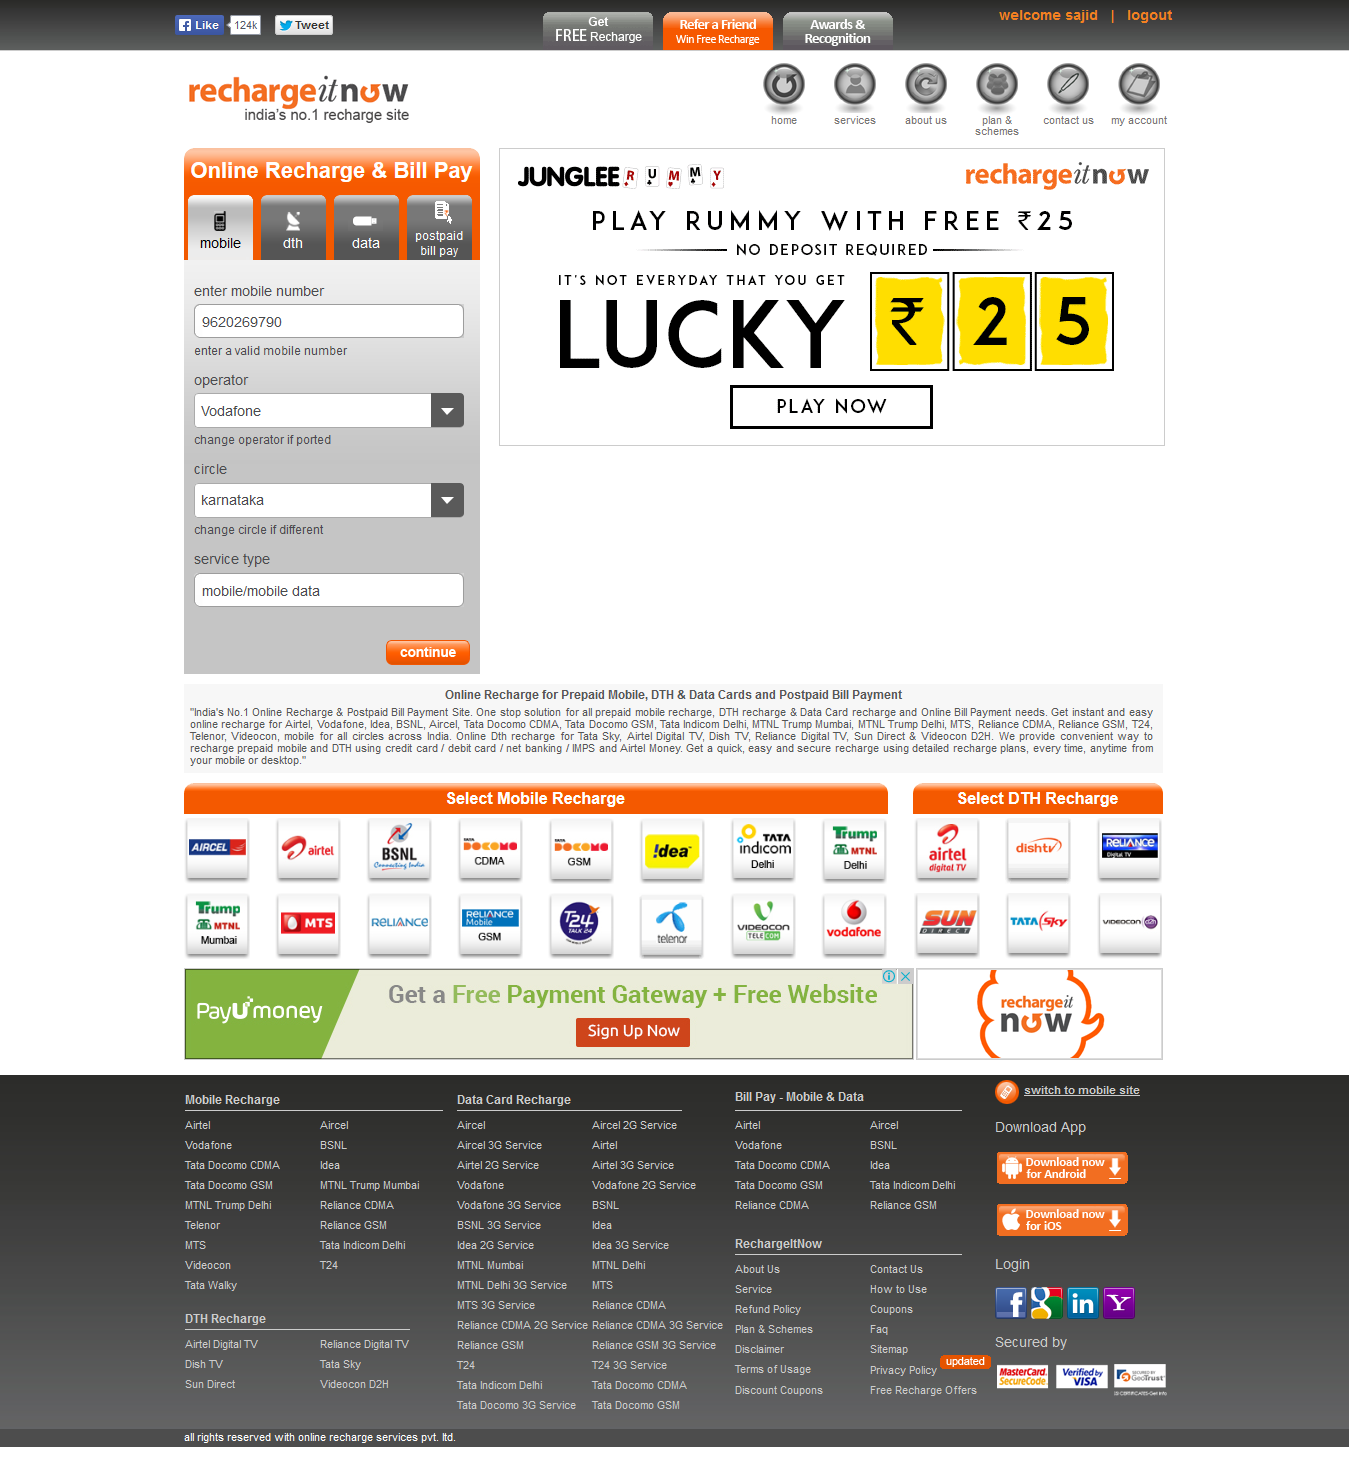 Like 124k Tweet
Get
FREE Recharge
Refer a Friend
Win Free Recharge
Awards &
Recognition
welcome sajid | logout
rechargeitnow
india's no.1 recharge site
home
services
about us
plan &
schemes
contact us
my account
Online Recharge & Bill Pay
mobile
dth
data
postpaid
bill pay
enter mobile number
9620269790
enter a valid mobile number
operator
Vodafone
change operator if ported
circle
karnataka
change circle if different
service type
mobile/mobile data
continue
JUNGLEE RUMMY
rechargeitnow
PLAY RUMMY WITH FREE ₹25
NO DEPOSIT REQUIRED
IT'S NOT EVERYDAY THAT YOU GET
LUCKY ₹ 2 5
PLAY NOW
Online Recharge for Prepaid Mobile, DTH & Data Cards and Postpaid Bill Payment
"India's No.1 Online Recharge & Postpaid Bill Payment Site. One stop solution for all prepaid mobile recharge, DTH recharge & Data Card recharge and Online Bill Payment needs. Get instant and easy
online recharge for Airtel, Vodafone, Idea, BSNL, Aircel, Tata Docomo CDMA, Tata Docomo GSM, Tata Indicom Delhi, MTNL Trump Mumbai, MTNL Trump Delhi, MTS, Reliance CDMA, Reliance GSM, T24,
Telenor, Videocon, mobile for all circles across India. Online Dth recharge for Tata Sky, Airtel Digital TV, Dish TV, Reliance Digital TV, Sun Direct & Videocon D2H. We provide convenient way to
recharge prepaid mobile and DTH using credit card / debit card / net banking / IMPS and Airtel Money. Get a quick, easy and secure recharge using detailed recharge plans, every time, anytime from
your mobile or desktop."
Select Mobile Recharge
AIRCEL
airtel
BSNL
Connecting India
TATA
DOCOMO
CDMA
TATA
DOCOMO
GSM
!dea
TATA
indicom
Delhi
Trump
MTNL
Delhi
Trump
MTNL
Mumbai
MTS
RELIANCE
RELIANCE
Mobile
GSM
T24
TALK 24
telenor
VIDEOCON
TELECON
vodafone
Select DTH Recharge
airtel
digital TV
dishtv
RELIANCE
Digital TV
SUN
DIRECT
TATA Sky
VIDEOCON
PayUmoney
Get a Free Payment Gateway + Free Website
Sign Up Now
rechargeit
now
Mobile Recharge
Airtel Aircel
Vodafone BSNL
Tata Docomo CDMA Idea
Tata Docomo GSM MTNL Trump Mumbai
MTNL Trump Delhi Reliance CDMA
Telenor Reliance GSM
MTS Tata Indicom Delhi
Videocon T24
Tata Walky
DTH Recharge
Airtel Digital TV Reliance Digital TV
Dish TV Tata Sky
Sun Direct Videocon D2H
Data Card Recharge
Aircel Aircel 2G Service
Aircel 3G Service Airtel
Airtel 2G Service Airtel 3G Service
Vodafone Vodafone 2G Service
Vodafone 3G Service BSNL
BSNL 3G Service Idea
Idea 2G Service Idea 3G Service
MTNL Mumbai MTNL Delhi
MTNL Delhi 3G Service MTS
MTS 3G Service Reliance CDMA
Reliance CDMA 2G Service Reliance CDMA 3G Service
Reliance GSM Reliance GSM 3G Service
T24 T24 3G Service
Tata Indicom Delhi Tata Docomo CDMA
Tata Docomo 3G Service Tata Docomo GSM
Bill Pay - Mobile & Data
Airtel Aircel
Vodafone BSNL
Tata Docomo CDMA Idea
Tata Docomo GSM Tata Indicom Delhi
Reliance CDMA Reliance GSM
RechargeItNow
About Us Contact Us
Service How to Use
Refund Policy Coupons
Plan & Schemes Faq
Disclaimer Sitemap
Terms of Usage Privacy Policy updated
Discount Coupons Free Recharge Offers
switch to mobile site
Download App
Download now
for Android
Download now
for iOS
Login
Secured by
MasterCard.
SecureCode.
Verified by
VISA
GeoTrust
all rights reserved with online recharge services pvt. ltd.